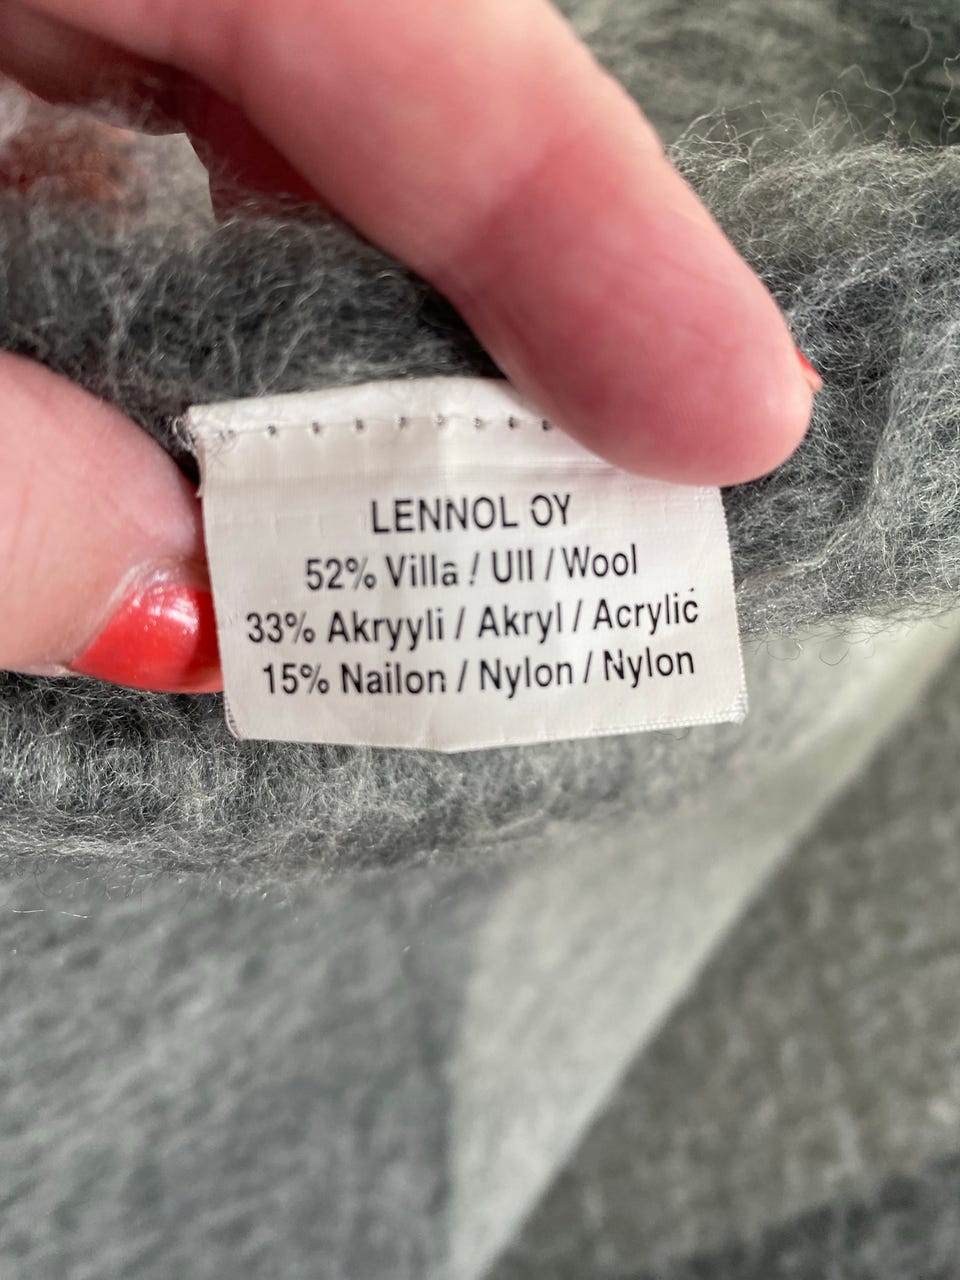 LENNOL OY
52% Villa / Ull / Wool
33% Akryyli / Akryl / Acrylic
15% Nailon / Nylon / Nylon